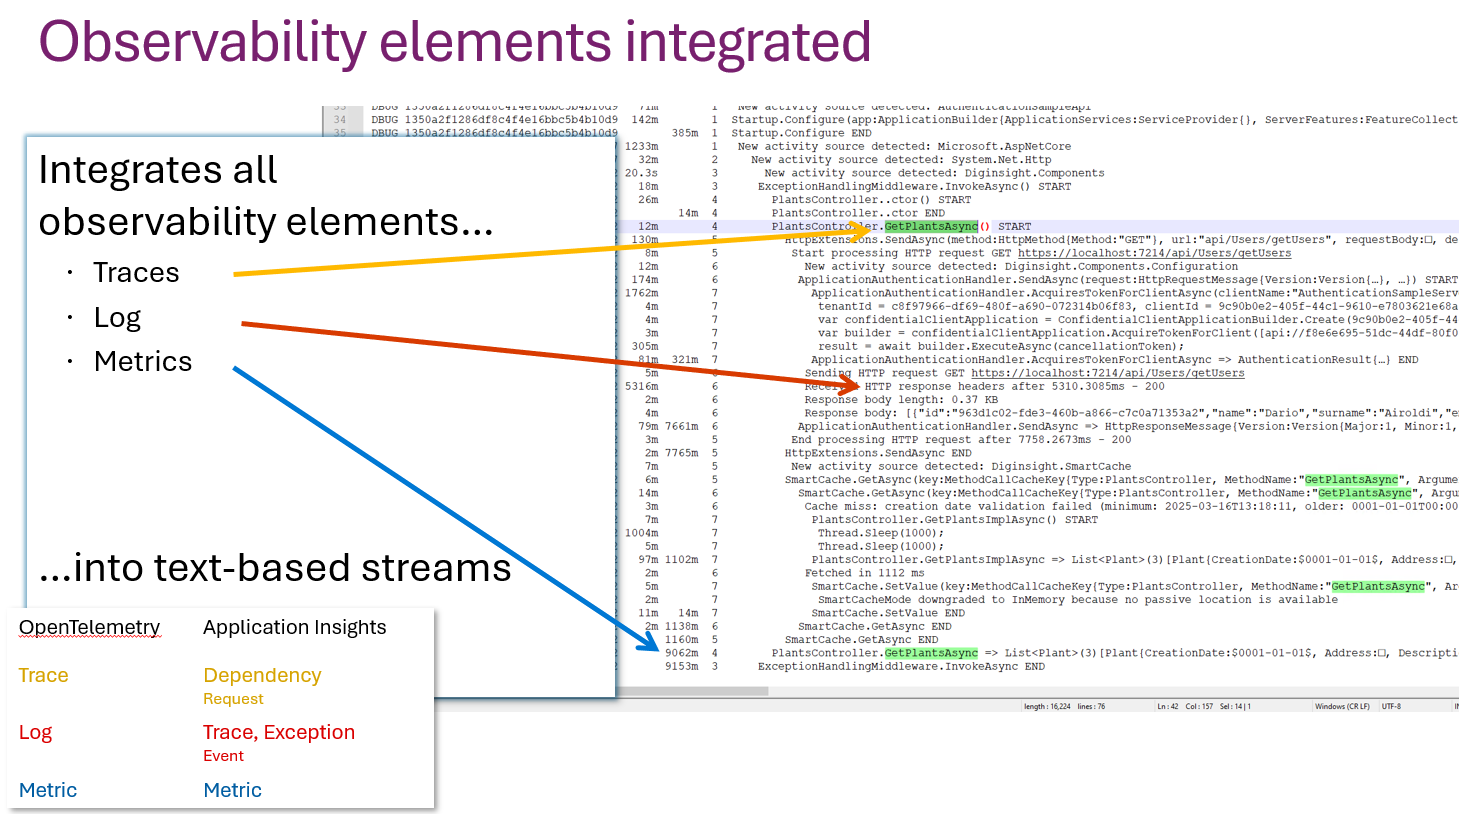 Observability elements integrated
DBUG 1350a2f1286df8c4f4e16bbc5b4b10d9 71m 1 New activity source detected: AuthenticationSampleApi
34 DBUG 1350a2f1286df8c4f4e16bbc5b4b10d9 142m 1 Startup.Configure(app:ApplicationBuilder{ApplicationServices:ServiceProvider{}, ServerFeatures:FeatureCollect
35 DBUG 1350a2f1286df8c4f4e16bbc5b4b10d9 385m 1 Startup.Configure END
1233m 1 New activity source detected: Microsoft.AspNetCore
32m 2 New activity source detected: System.Net.Http
20.3s 3 New activity source detected: Diginsight.Components
18m 3 ExceptionHandlingMiddleware.InvokeAsync() START
26m 4 PlantsController..ctor() START
14m 4 PlantsController..ctor END
12m 4 PlantsController.GetPlantsAsync() START
130m 5 HttpExtensions.SendAsync(method:HttpMethod{Method:"GET"}, url:"api/Users/getUsers", requestBody:□, de
8m 5 Start processing HTTP request GET https://localhost:7214/api/Users/getUsers
12m 6 New activity source detected: Diginsight.Components.Configuration
174m 6 ApplicationAuthenticationHandler.SendAsync(request:HttpRequestMessage{Version:Version{…}, …}) START
1762m 7 ApplicationAuthenticationHandler.AcquiresTokenForClientAsync(clientName:"AuthenticationSampleServ
4m 7 tenantId = c8f97966-df69-480f-a690-072314b06f83, clientId = 9c90b0e2-405f-44c1-9610-e7803621e68a
4m 7 var confidentialClientApplication = ConfidentialClientApplicationBuilder.Create(9c90b0e2-405f-44
3m 7 var builder = confidentialClientApplication.AcquireTokenForClient([api://f8e6e695-51dc-44df-80f0
305m 7 result = await builder.ExecuteAsync(cancellationToken);
81m 321m 7 ApplicationAuthenticationHandler.AcquiresTokenForClientAsync => AuthenticationResult{…} END
5m 6 Sending HTTP request GET https://localhost:7214/api/Users/getUsers
5316m 6 Received HTTP response headers after 5310.3085ms - 200
2m 6 Response body length: 0.37 KB
4m 6 Response body: [{"id":"963d1c02-fde3-460b-a866-c7c0a71353a2","name":"Dario","surname":"Airoldi","e
79m 7661m 6 ApplicationAuthenticationHandler.SendAsync => HttpResponseMessage{Version:Version{Major:1, Minor:1,
3m 5 End processing HTTP request after 7758.2673ms - 200
2m 7765m 5 HttpExtensions.SendAsync END
7m 5 New activity source detected: Diginsight.SmartCache
6m 5 SmartCache.GetAsync(key:MethodCallCacheKey{Type:PlantsController, MethodName:"GetPlantsAsync", Argume
14m 6 SmartCache.GetAsync(key:MethodCallCacheKey{Type:PlantsController, MethodName:"GetPlantsAsync", Argu
3m 6 Cache miss: creation date validation failed (minimum: 2025-03-16T13:18:11, older: 0001-01-01T00:00
7m 7 PlantsController.GetPlantsImplAsync() START
1004m 7 Thread.Sleep(1000);
5m 7 Thread.Sleep(1000);
97m 1102m 7 PlantsController.GetPlantsImplAsync => List<Plant>(3)[Plant{CreationDate:$0001-01-01$, Address:□,
2m 6 Fetched in 1112 ms
5m 7 SmartCache.SetValue(key:MethodCallCacheKey{Type:PlantsController, MethodName:"GetPlantsAsync", Ar
2m 7 SmartCacheMode downgraded to InMemory because no passive location is available
11m 14m 7 SmartCache.SetValue END
2m 1138m 6 SmartCache.GetAsync END
1160m 5 SmartCache.GetAsync END
9062m 4 PlantsController.GetPlantsAsync => List<Plant>(3)[Plant{CreationDate:$0001-01-01$, Address:□, Descripti
9153m 3 ExceptionHandlingMiddleware.InvokeAsync END
length : 16,224 lines : 76 Ln : 42 Col : 157 Sel : 14 | 1 Windows (CR LF) UTF-8
Integrates all
observability elements…
· Traces
· Log
· Metrics
…into text-based streams
OpenTelemetry Application Insights
Trace Dependency
Request
Log Trace, Exception
Event
Metric Metric